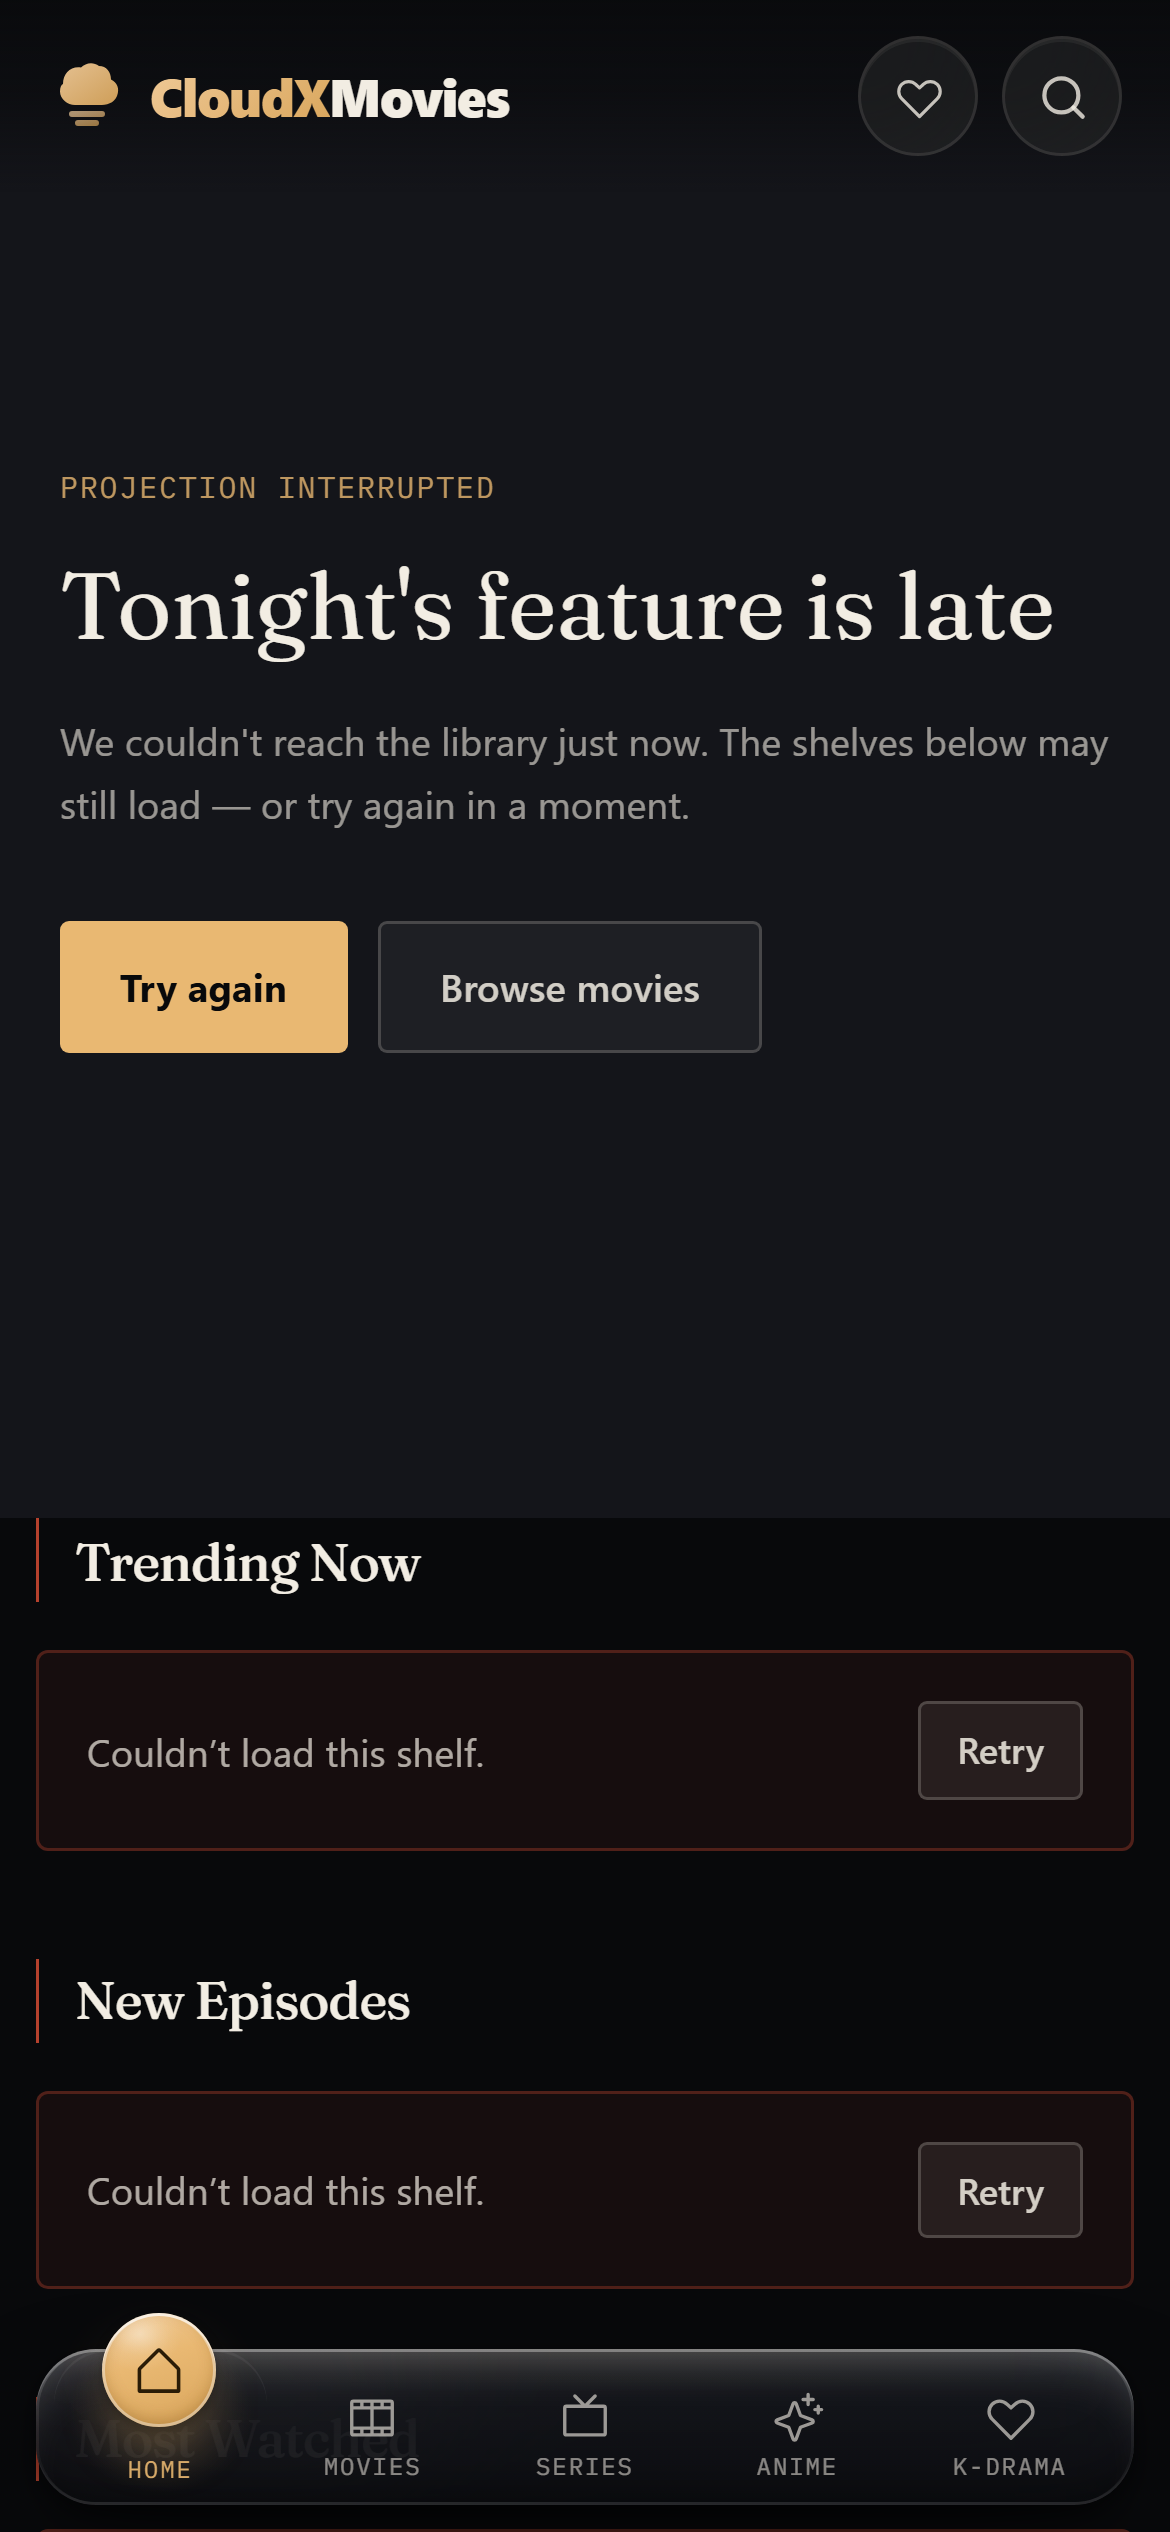 CloudXMovies
PROJECTION INTERRUPTED
Tonight's feature is late
We couldn't reach the library just now. The shelves below may
still load — or try again in a moment.
Try again
Browse movies
Trending Now
Couldn’t load this shelf.
Retry
New Episodes
Couldn’t load this shelf.
Retry
Most Watched
HOME
MOVIES
SERIES
ANIME
K-DRAMA